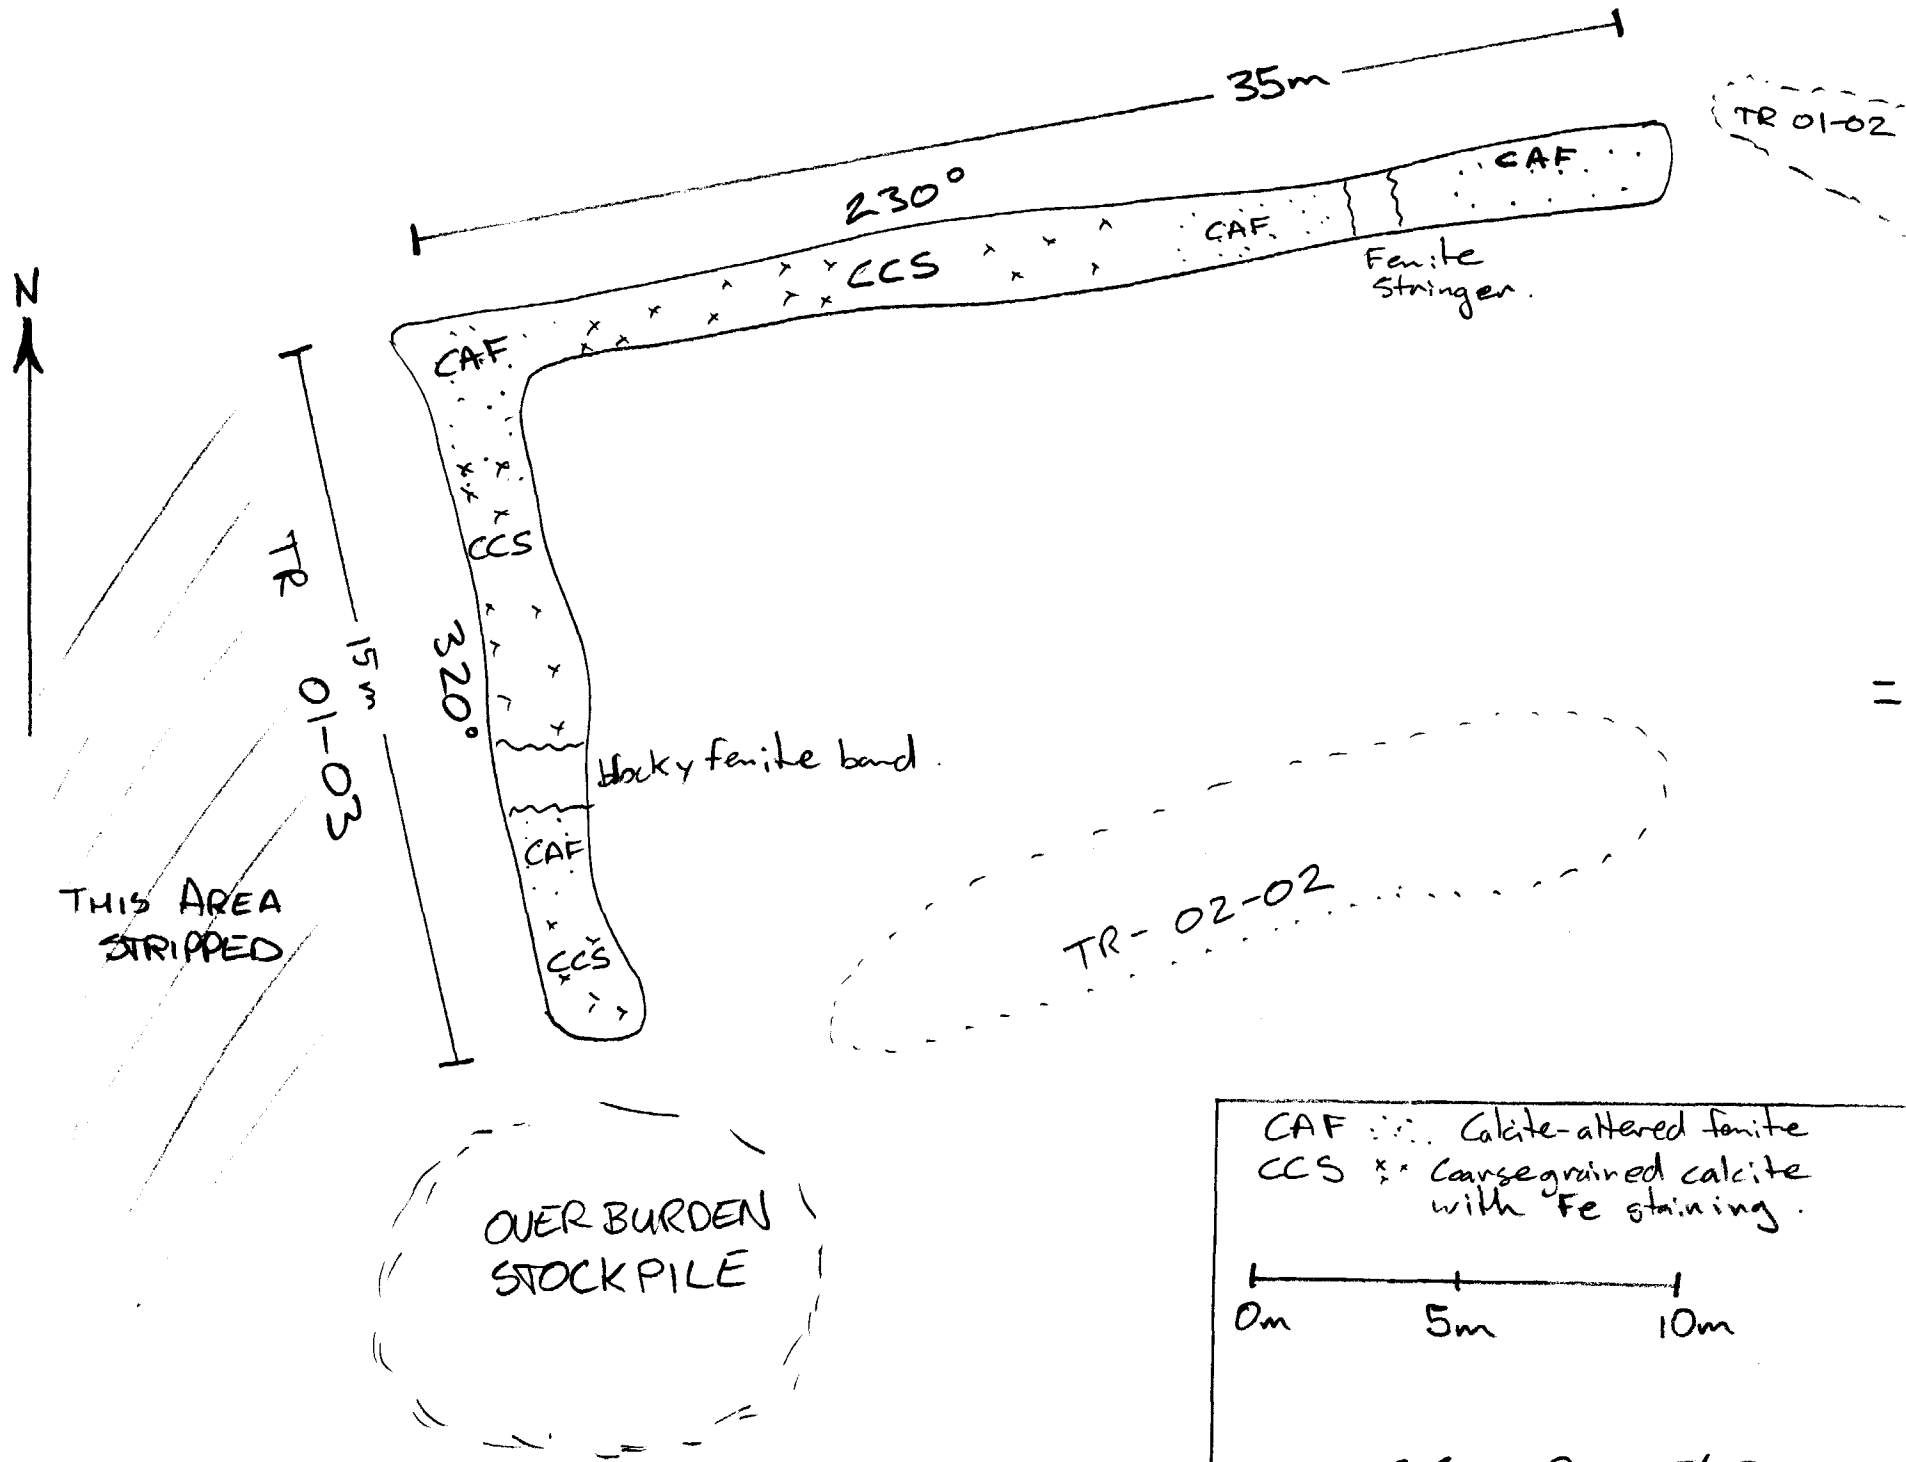 35m
TR 01-02
230°
CAF
CAF
CCS
Fenite
Stringer.
N
CAF
CCS
TR 01-03
15m
320°
blocky fenite band.
CAF
CCS
THIS AREA
STRIPPED
TR-02-02
=
OVERBURDEN
STOCKPILE
CAF Calcite-altered fenite
CCS Coarsegrained calcite
with Fe staining.
0m 5m 10m